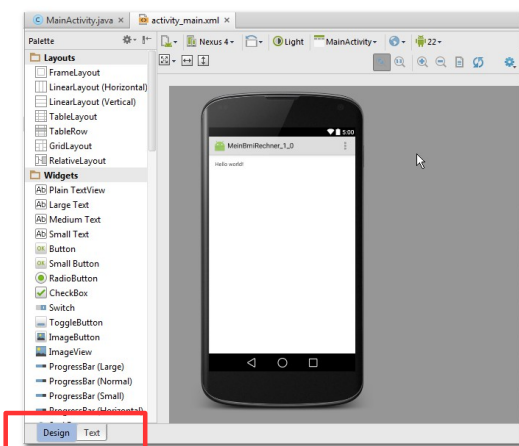 MainActivity.java
activity_main.xml
Palette
Nexus 4
Light
MainActivity
22
Layouts
FrameLayout
LinearLayout (Horizontal)
LinearLayout (Vertical)
TableLayout
TableRow
GridLayout
RelativeLayout
Widgets
Plain TextView
Large Text
Medium Text
Small Text
Button
Small Button
RadioButton
CheckBox
Switch
ToggleButton
ImageButton
ImageView
ProgressBar (Large)
ProgressBar (Normal)
ProgressBar (Small)
ProgressBar (Horizontal)
5:00
MeinBmiRechner_1_0
Hello world!
Design
Text